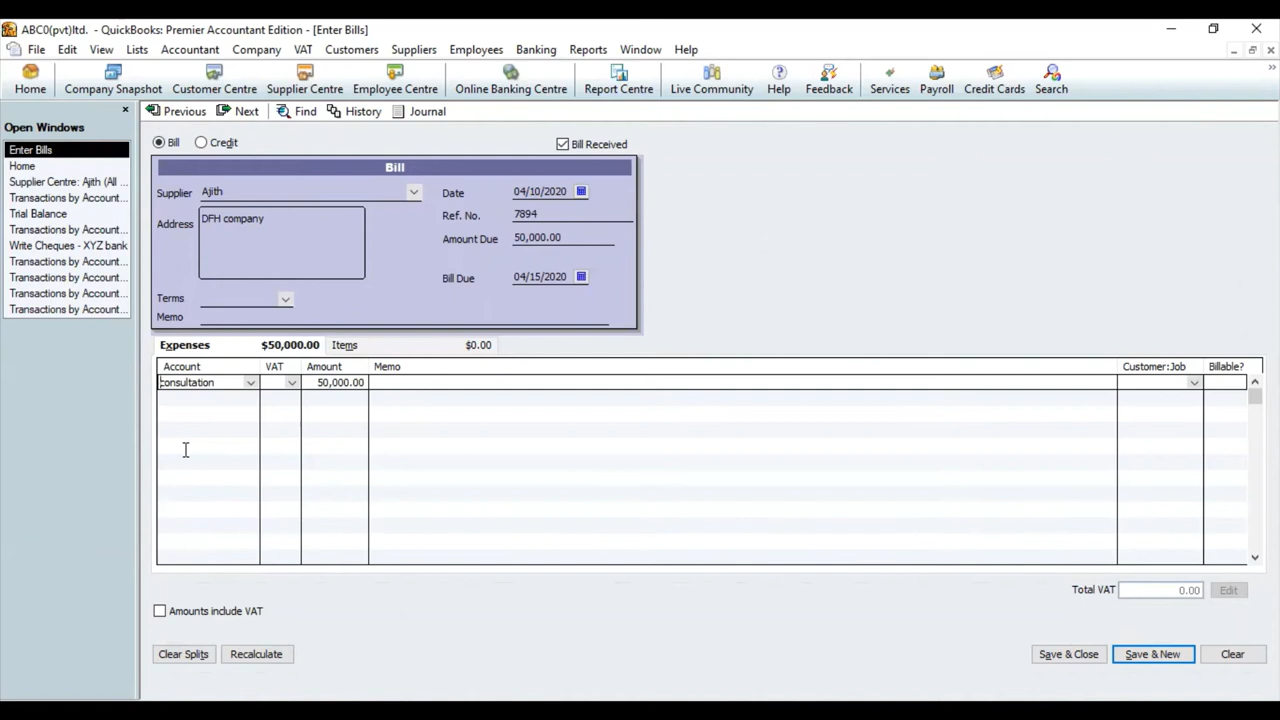 ABC0(pvt)ltd. - QuickBooks: Premier Accountant Edition - [Enter Bills]
File Edit View Lists Accountant Company VAT Customers Suppliers Employees Banking Reports Window Help
Home Company Snapshot Customer Centre Supplier Centre Employee Centre Online Banking Centre Report Centre Live Community Help Feedback Services Payroll Credit Cards Search
Previous Next Find History Journal
Open Windows
Enter Bills
Home
Supplier Centre: Ajith (All ...
Transactions by Account...
Trial Balance
Transactions by Account...
Write Cheques - XYZ bank
Transactions by Account...
Transactions by Account...
Transactions by Account...
Transactions by Account...
Bill Credit Bill Received
Bill
Supplier Ajith Date 04/10/2020
Address DFH company Ref. No. 7894
Amount Due 50,000.00
Bill Due 04/15/2020
Terms
Memo
Expenses $50,000.00 Items $0.00
Account VAT Amount Memo Customer:Job Billable?
consultation 50,000.00
Total VAT 0.00 Edit
Amounts include VAT
Clear Splits Recalculate Save & Close Save & New Clear